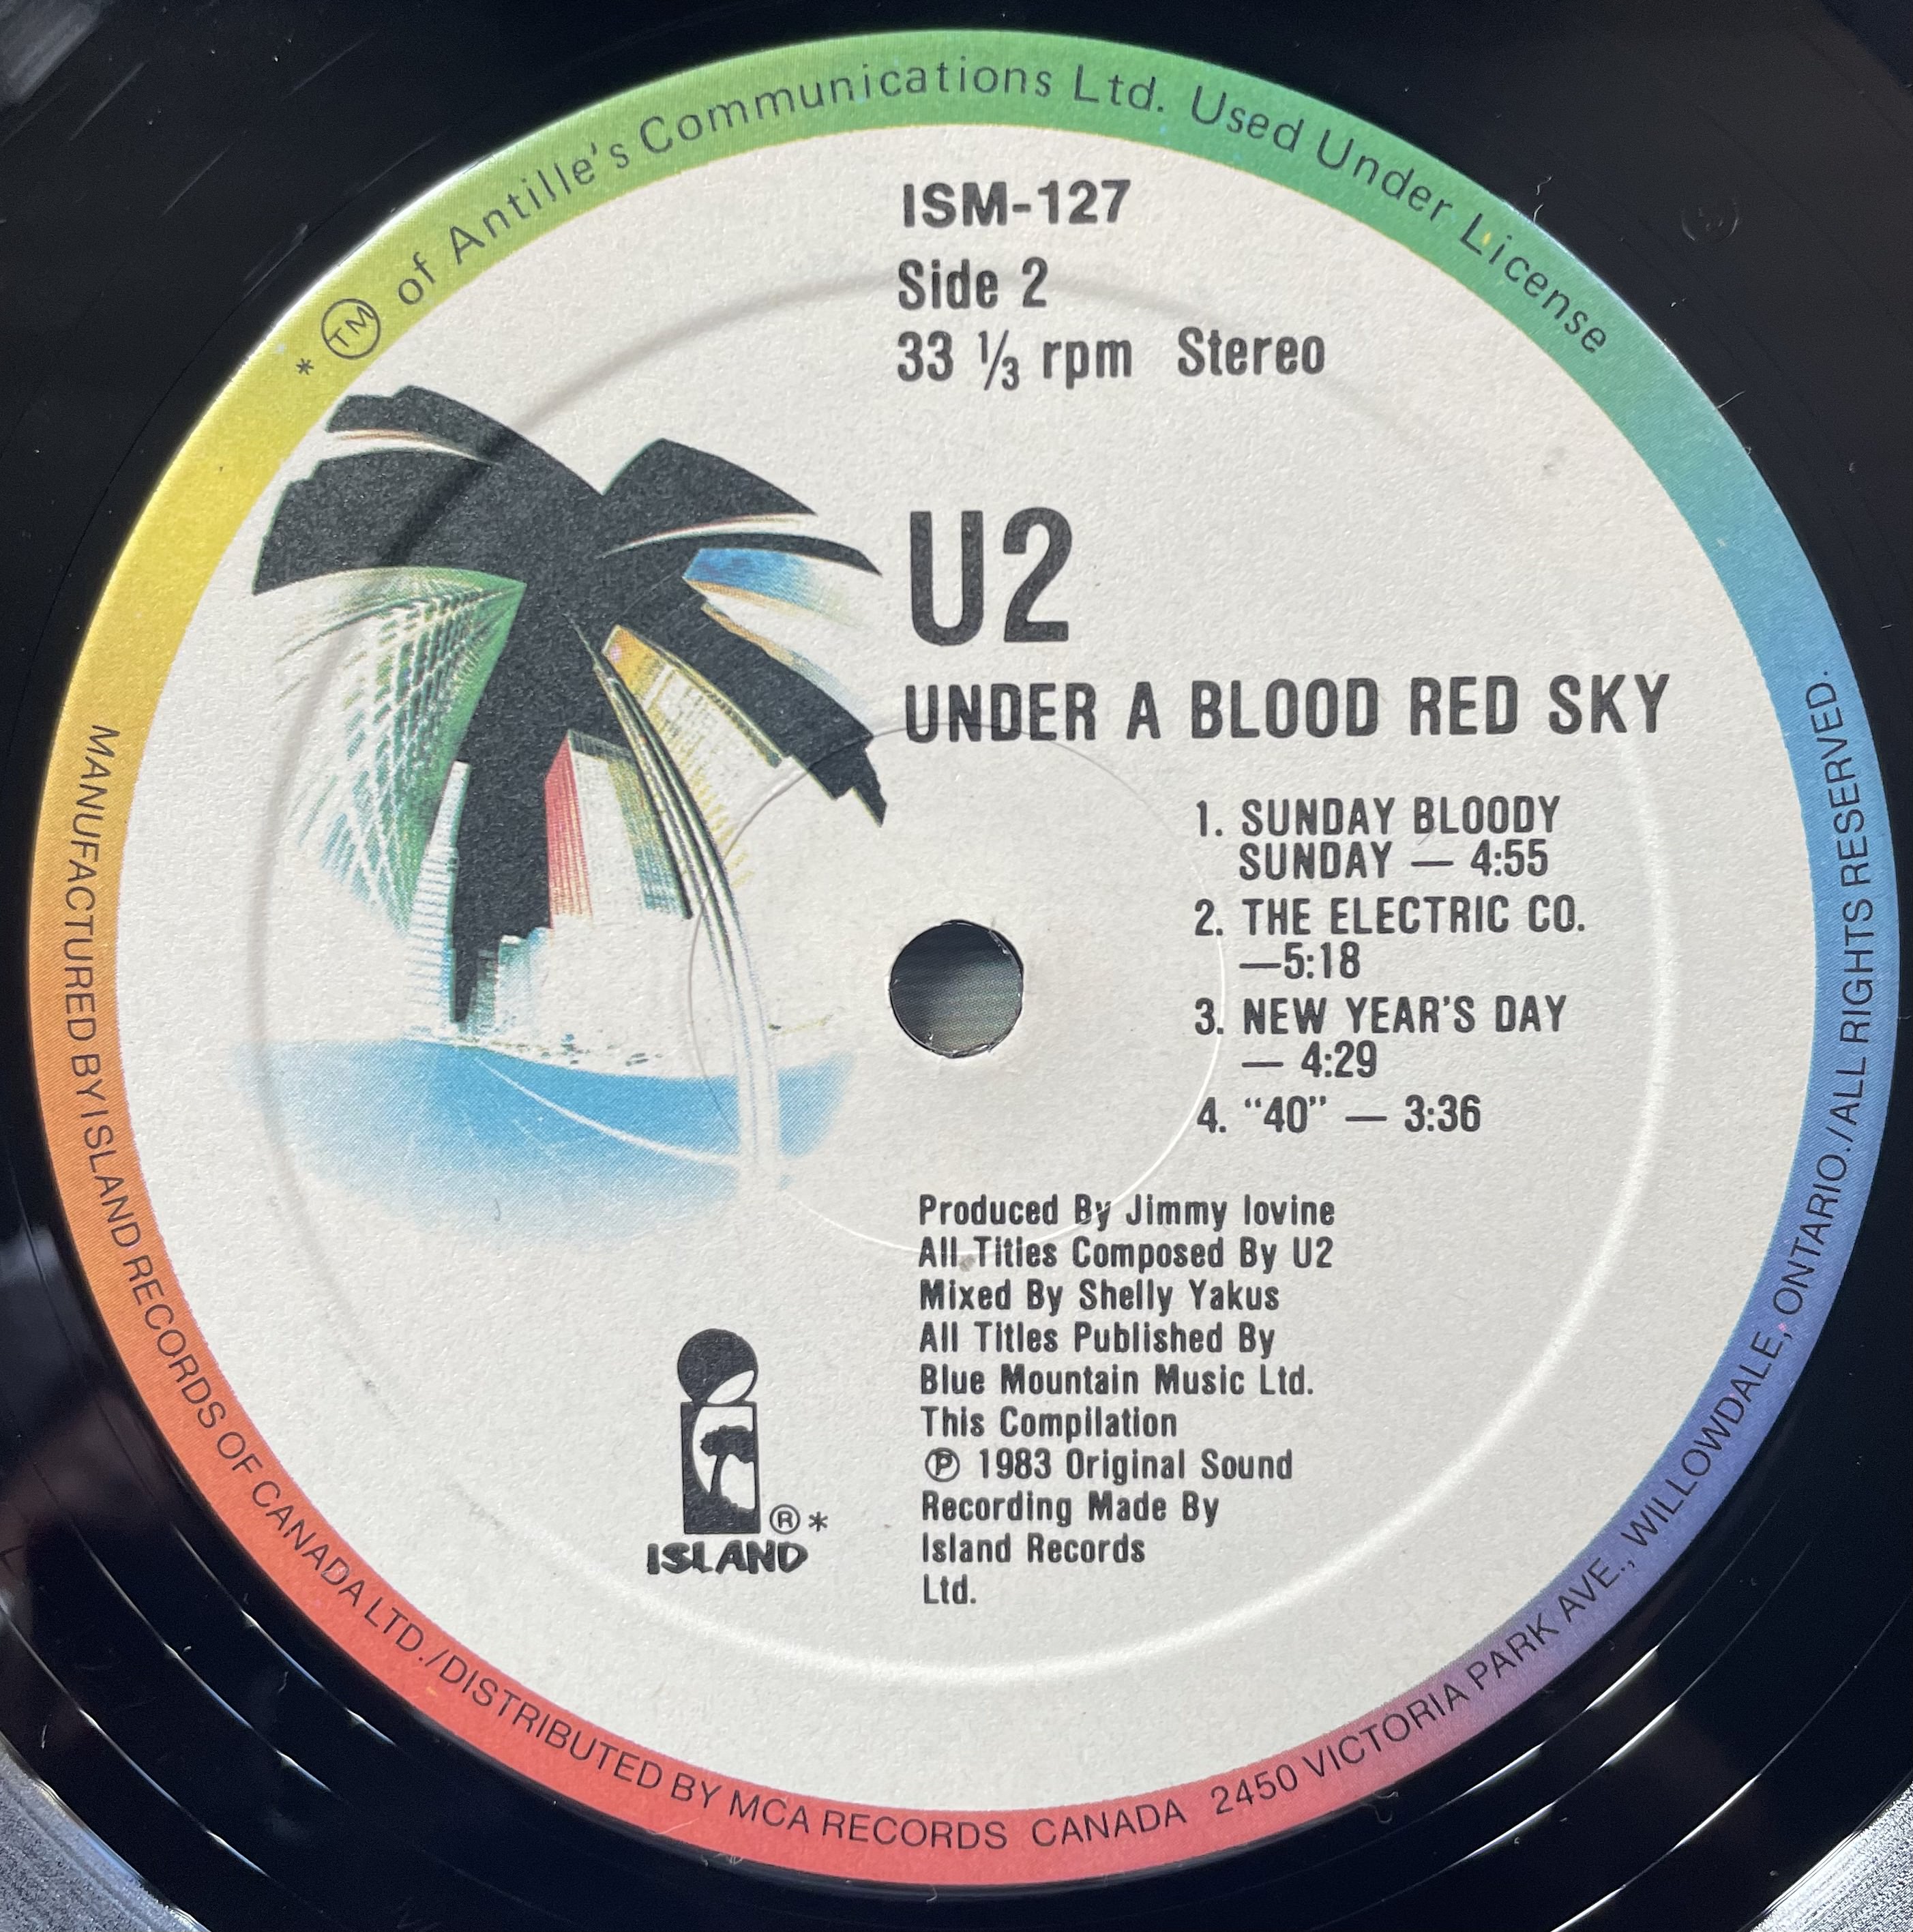 * TM of Antille's Communications Ltd. Used Under License
ISM-127
Side 2
33 ⅓ rpm Stereo
U2
UNDER A BLOOD RED SKY
1. SUNDAY BLOODY
SUNDAY — 4:55
2. THE ELECTRIC CO.
—5:18
3. NEW YEAR'S DAY
— 4:29
4. “40” — 3:36
Produced By Jimmy Iovine
All Titles Composed By U2
Mixed By Shelly Yakus
All Titles Published By
Blue Mountain Music Ltd.
This Compilation
℗ 1983 Original Sound
Recording Made By
Island Records
Ltd.
®*
ISLAND
MANUFACTURED BY ISLAND RECORDS OF CANADA LTD./DISTRIBUTED BY MCA RECORDS CANADA 2450 VICTORIA PARK AVE., WILLOWDALE, ONTARIO./ALL RIGHTS RESERVED.